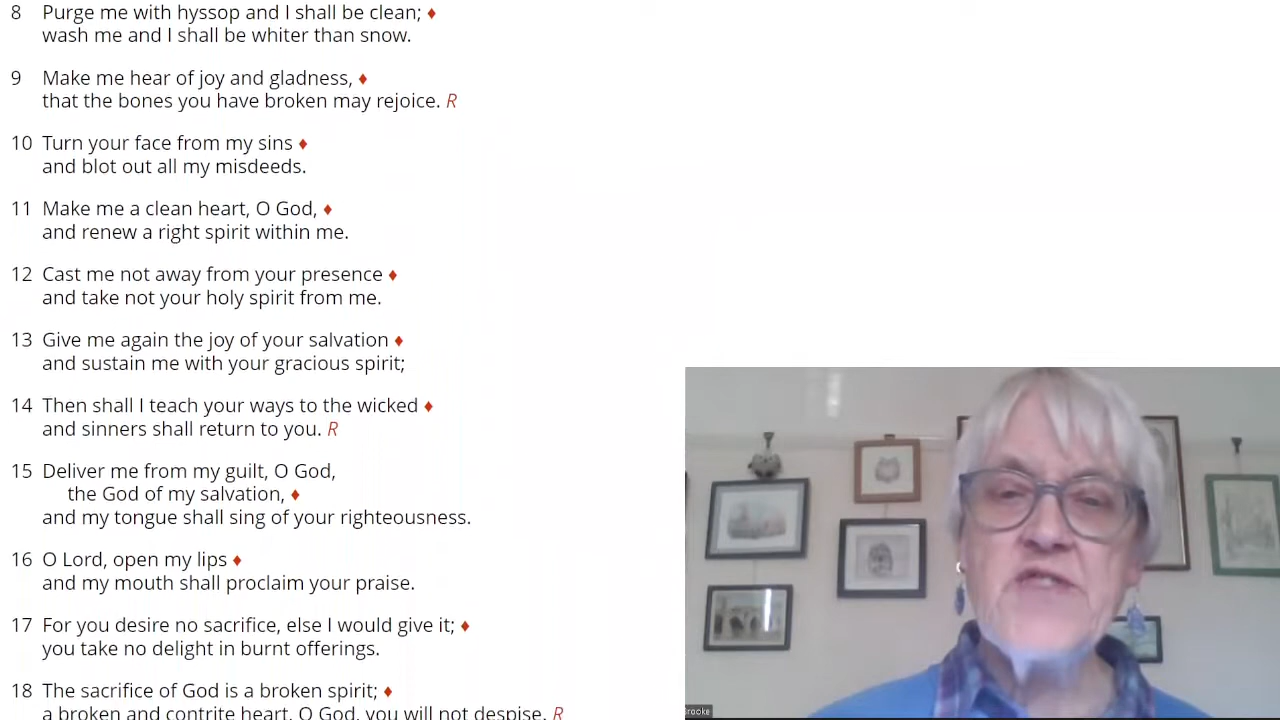 8 Purge me with hyssop and I shall be clean; ♦
wash me and I shall be whiter than snow.
9 Make me hear of joy and gladness, ♦
that the bones you have broken may rejoice. R
10 Turn your face from my sins ♦
and blot out all my misdeeds.
11 Make me a clean heart, O God, ♦
and renew a right spirit within me.
12 Cast me not away from your presence ♦
and take not your holy spirit from me.
13 Give me again the joy of your salvation ♦
and sustain me with your gracious spirit;
14 Then shall I teach your ways to the wicked ♦
and sinners shall return to you. R
15 Deliver me from my guilt, O God,
the God of my salvation, ♦
and my tongue shall sing of your righteousness.
16 O Lord, open my lips ♦
and my mouth shall proclaim your praise.
17 For you desire no sacrifice, else I would give it; ♦
you take no delight in burnt offerings.
18 The sacrifice of God is a broken spirit; ♦
a broken and contrite heart, O God, you will not despise. R